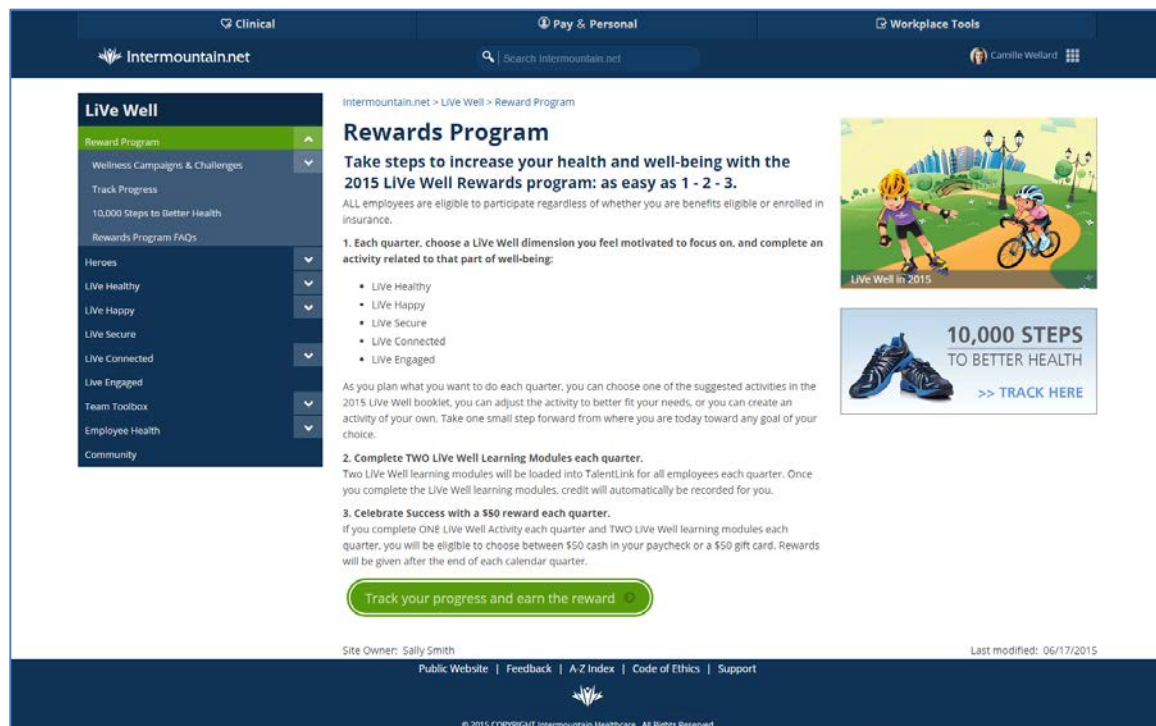 Clinical
Pay & Personal
Workplace Tools
Intermountain.net
Search Intermountain.net
Camille Wellard
LiVe Well
Reward Program
Wellness Campaigns & Challenges
Track Progress
10,000 Steps to Better Health
Rewards Program FAQs
Heroes
LiVe Healthy
LiVe Happy
LiVe Secure
LiVe Connected
Live Engaged
Team Toolbox
Employee Health
Community
Intermountain.net > LiVe Well > Reward Program
Rewards Program
Take steps to increase your health and well-being with the
2015 LiVe Well Rewards program: as easy as 1 - 2 - 3.
ALL employees are eligible to participate regardless of whether you are benefits eligible or enrolled in
insurance.
1. Each quarter, choose a LiVe Well dimension you feel motivated to focus on, and complete an
activity related to that part of well-being:
• LiVe Healthy
• LiVe Happy
• LiVe Secure
• LiVe Connected
• LiVe Engaged
As you plan what you want to do each quarter, you can choose one of the suggested activities in the
2015 LiVe Well booklet, you can adjust the activity to better fit your needs, or you can create an
activity of your own. Take one small step forward from where you are today toward any goal of your
choice.
2. Complete TWO LiVe Well Learning Modules each quarter.
Two LiVe Well learning modules will be loaded into TalentLink for all employees each quarter. Once
you complete the LiVe Well learning modules, credit will automatically be recorded for you.
3. Celebrate Success with a $50 reward each quarter.
If you complete ONE LiVe Well Activity each quarter and TWO LiVe Well learning modules each
quarter, you will be eligible to choose between $50 cash in your paycheck or a $50 gift card. Rewards
will be given after the end of each calendar quarter.
Track your progress and earn the reward
LiVe Well in 2015
10,000 STEPS
TO BETTER HEALTH
>> TRACK HERE
Site Owner: Sally Smith
Last modified: 06/17/2015
Public Website | Feedback | A-Z Index | Code of Ethics | Support
© 2015 COPYRIGHT Intermountain Healthcare. All Rights Reserved.